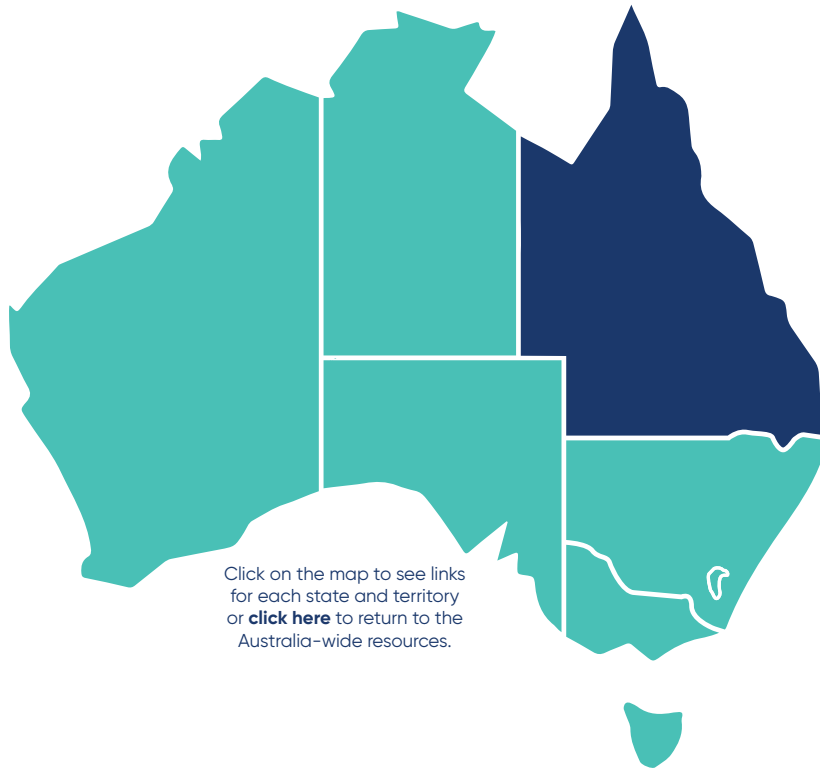 Click on the map to see links
for each state and territory
or click here to return to the
Australia-wide resources.